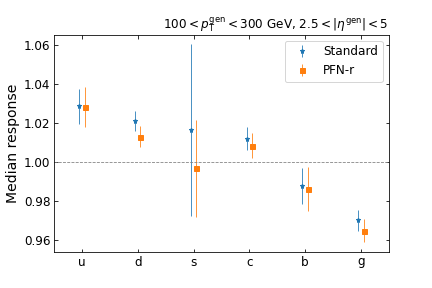 100 < p_T^gen < 300 GeV, 2.5 < |η^gen| < 5
Standard
PFN-r
Median response
1.06
1.04
1.02
1.00
0.98
0.96
u d s c b g